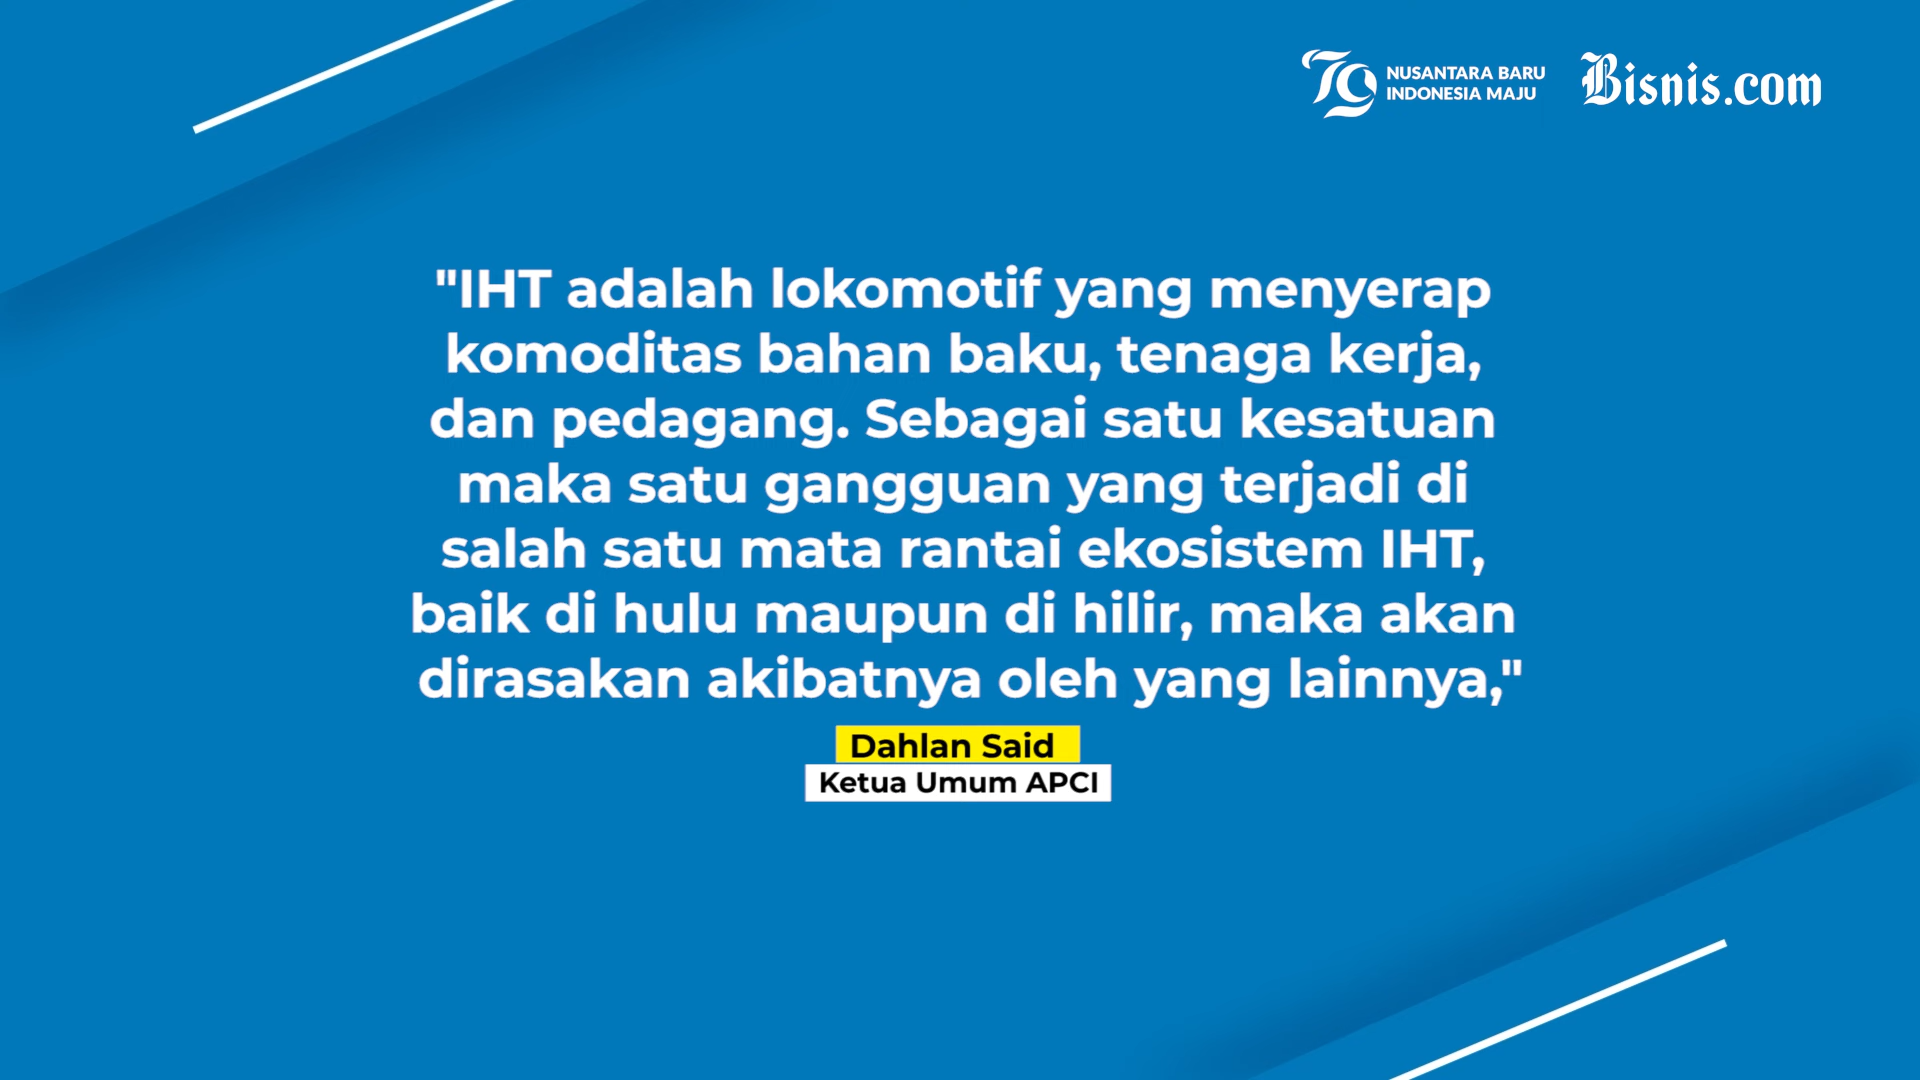 79 NUSANTARA BARU
INDONESIA MAJU
Bisnis.com
"IHT adalah lokomotif yang menyerap
komoditas bahan baku, tenaga kerja,
dan pedagang. Sebagai satu kesatuan
maka satu gangguan yang terjadi di
salah satu mata rantai ekosistem IHT,
baik di hulu maupun di hilir, maka akan
dirasakan akibatnya oleh yang lainnya,"
Dahlan Said
Ketua Umum APCI